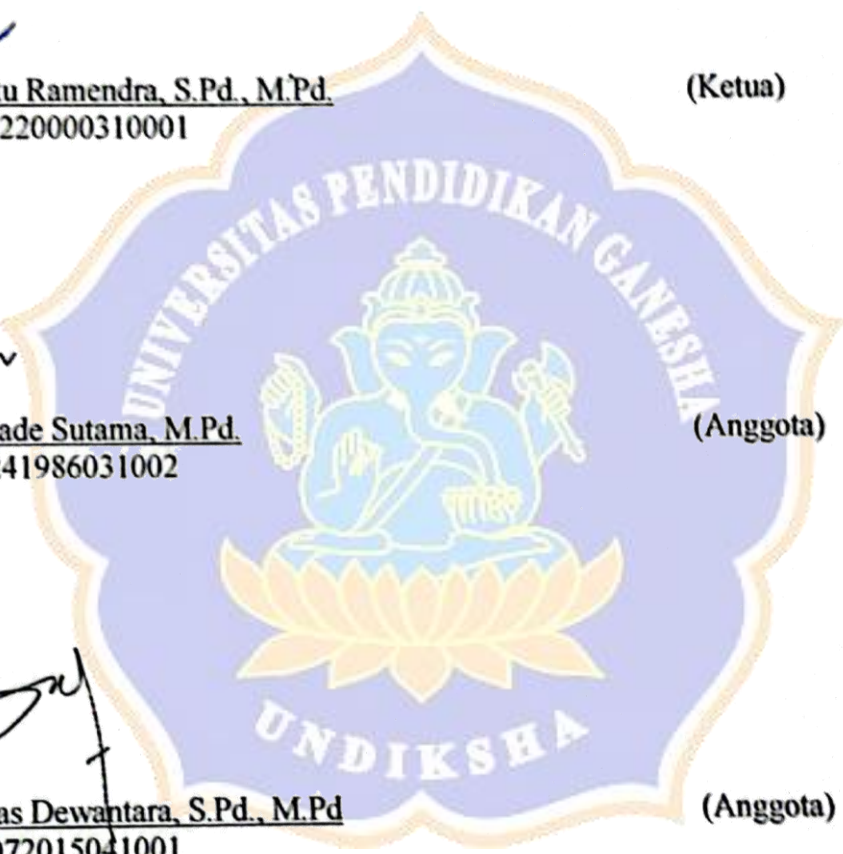 u Ramendra, S.Pd., M.Pd. (Ketua)
220000310001
UNIVERSITAS PENDIDIKAN GANESHA
ade Sutama, M.Pd. (Anggota)
41986031002
UNDIKSHA
as Dewantara, S.Pd., M.Pd (Anggota)
072015041001